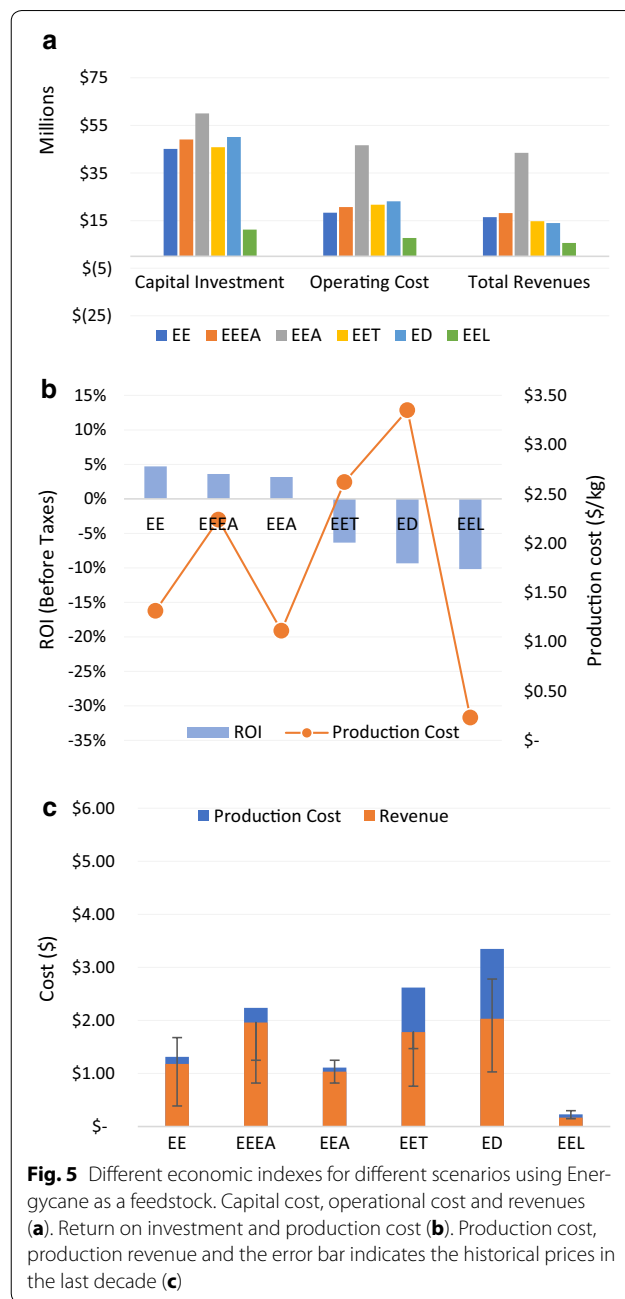 a
Millions
$75
$55
$35
$15
$(5)
$(25)
Capital Investment Operating Cost Total Revenues
EE EEEA EEA EET ED EEL
b
ROI (Before Taxes)
15%
10%
5%
0%
-5%
-10%
-15%
-20%
-25%
-30%
-35%
EE EEEA EEA EET ED EEL
$3.50
$3.00
$2.50
$2.00
$1.50
$1.00
$0.50
$-
Production cost ($/kg)
ROI Production Cost
c
Production Cost Revenue
Cost ($)
$6.00
$5.00
$4.00
$3.00
$2.00
$1.00
$-
EE EEEA EEA EET ED EEL
Fig. 5 Different economic indexes for different scenarios using Ener-
gycane as a feedstock. Capital cost, operational cost and revenues
(a). Return on investment and production cost (b). Production cost,
production revenue and the error bar indicates the historical prices in
the last decade (c)